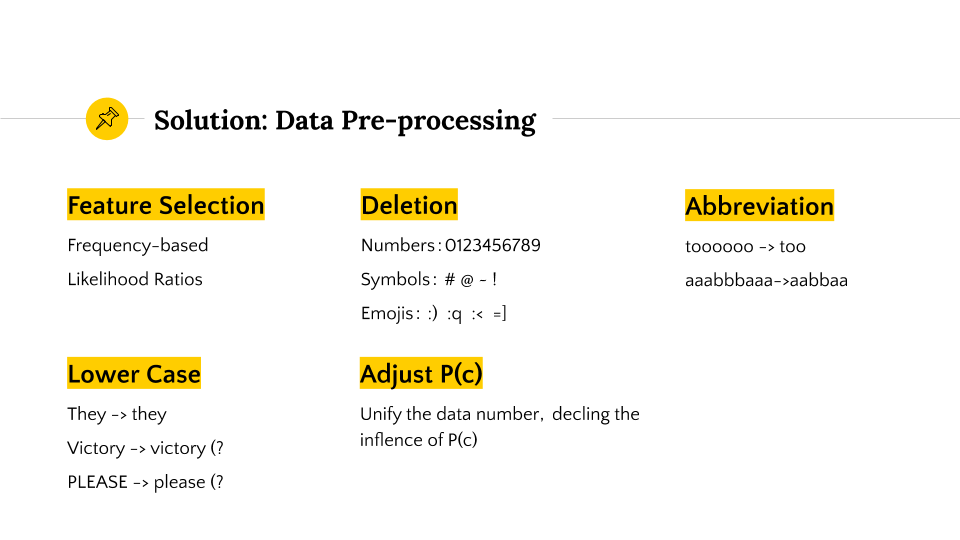 Solution: Data Pre-processing
Feature Selection
Frequency-based
Likelihood Ratios
Deletion
Numbers: 0123456789
Symbols: # @ - !
Emojis: :) :q :< =]
Abbreviation
toooooo -> too
aaabbbaaa->aabbaa
Lower Case
They -> they
Victory -> victory (?
PLEASE -> please (?
Adjust P(c)
Unify the data number, decling the
inflence of P(c)